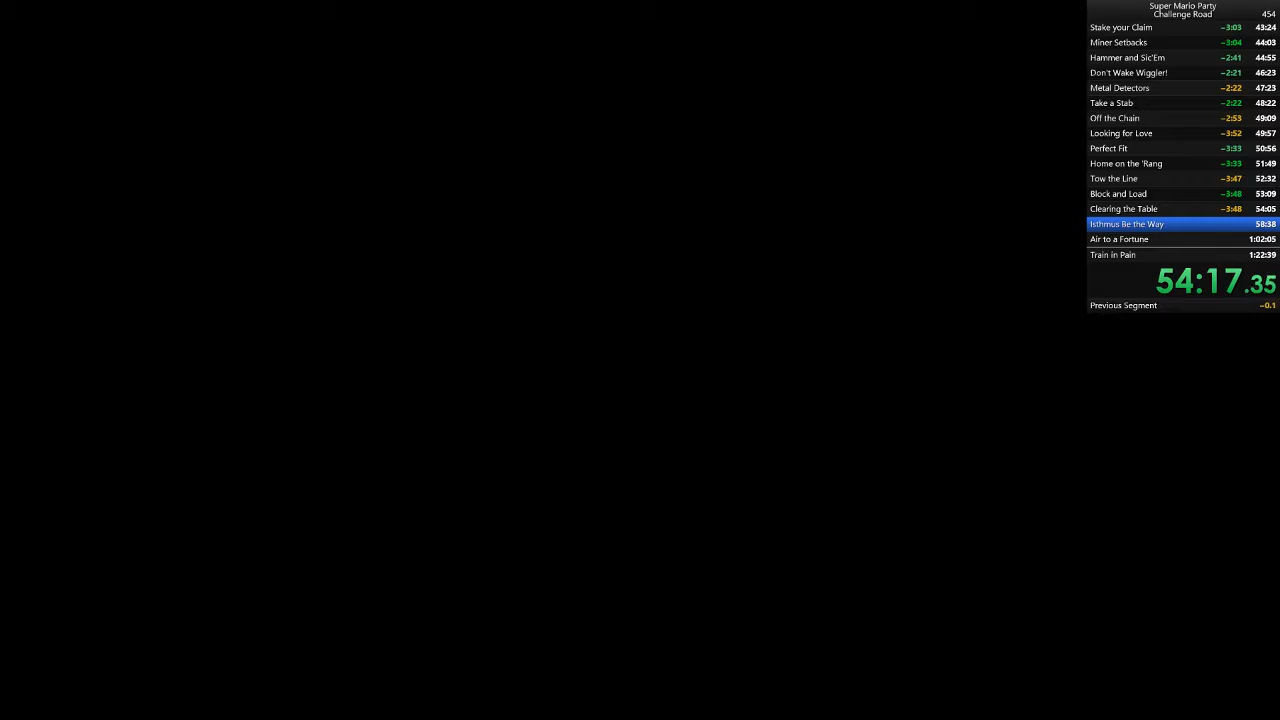 Super Mario Party
Challenge Road 454
Stake your Claim −3:03 43:24
Miner Setbacks −3:04 44:03
Hammer and Sic'Em −2:41 44:55
Don't Wake Wiggler! −2:21 46:23
Metal Detectors −2:22 47:23
Take a Stab −2:22 48:22
Off the Chain −2:53 49:09
Looking for Love −3:52 49:57
Perfect Fit −3:33 50:56
Home on the 'Rang −3:33 51:49
Tow the Line −3:47 52:32
Block and Load −3:48 53:09
Clearing the Table −3:48 54:05
Isthmus Be the Way 58:38
Air to a Fortune 1:02:05
Train in Pain 1:22:39
54:17.35
Previous Segment −0.1